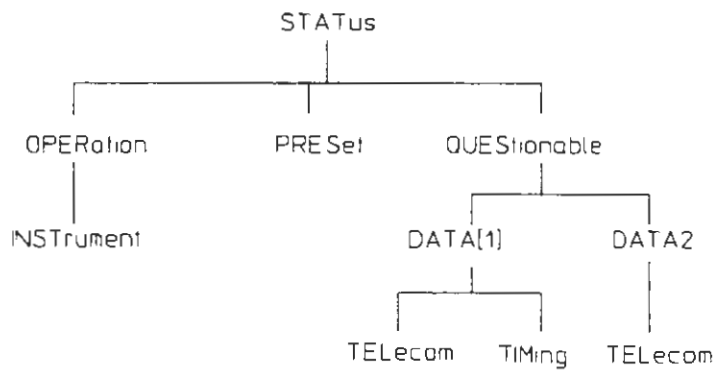 STATus
OPERation PRESet QUEStionable
INSTrument DATA[1] DATA2
TELecom TIMing TELecom